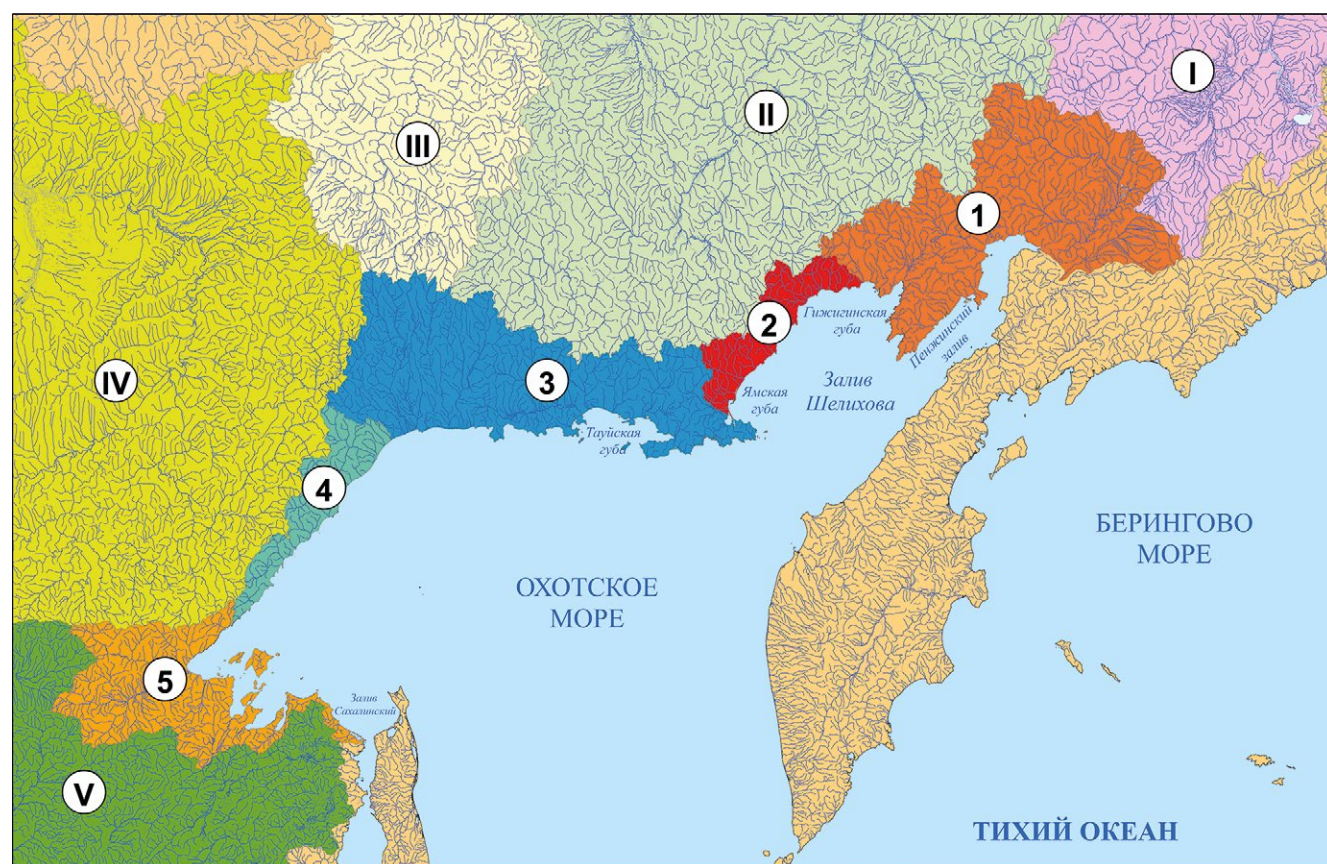 I
II
III
1
2
Гижигинская
губа
Пенжинский
залив
IV
3
Залив
Шелихова
Ямская
губа
Тауйская
губа
4
БЕРИНГОВО
МОРЕ
ОХОТСКОЕ
МОРЕ
5
Залив
Сахалинский
V
ТИХИЙ ОКЕАН